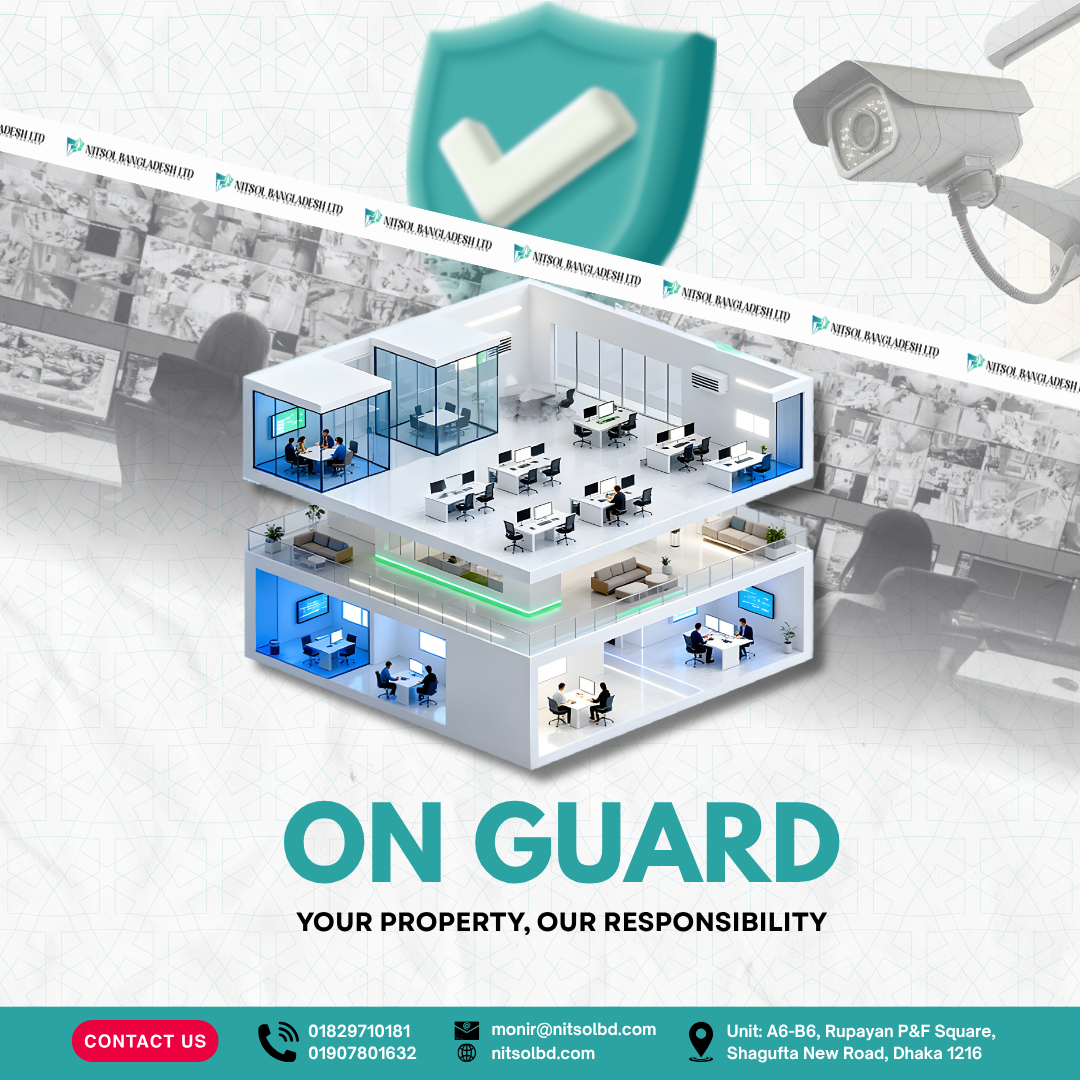 ADESH LTD
NITSOL BANGLADESH LTD
NITSOL BANGLADESH LTD
NITSOL BANGLADESH LTD
NITSOL BANGLADESH LTD
NITSOL BANGLADESH LTD
NITSOL BANGLADESH LTD
NITSOL BANGLADESH
ON GUARD
YOUR PROPERTY, OUR RESPONSIBILITY
CONTACT US
01829710181
01907801632
monir@nitsolbd.com
nitsolbd.com
Unit: A6-B6, Rupayan P&F Square,
Shagufta New Road, Dhaka 1216